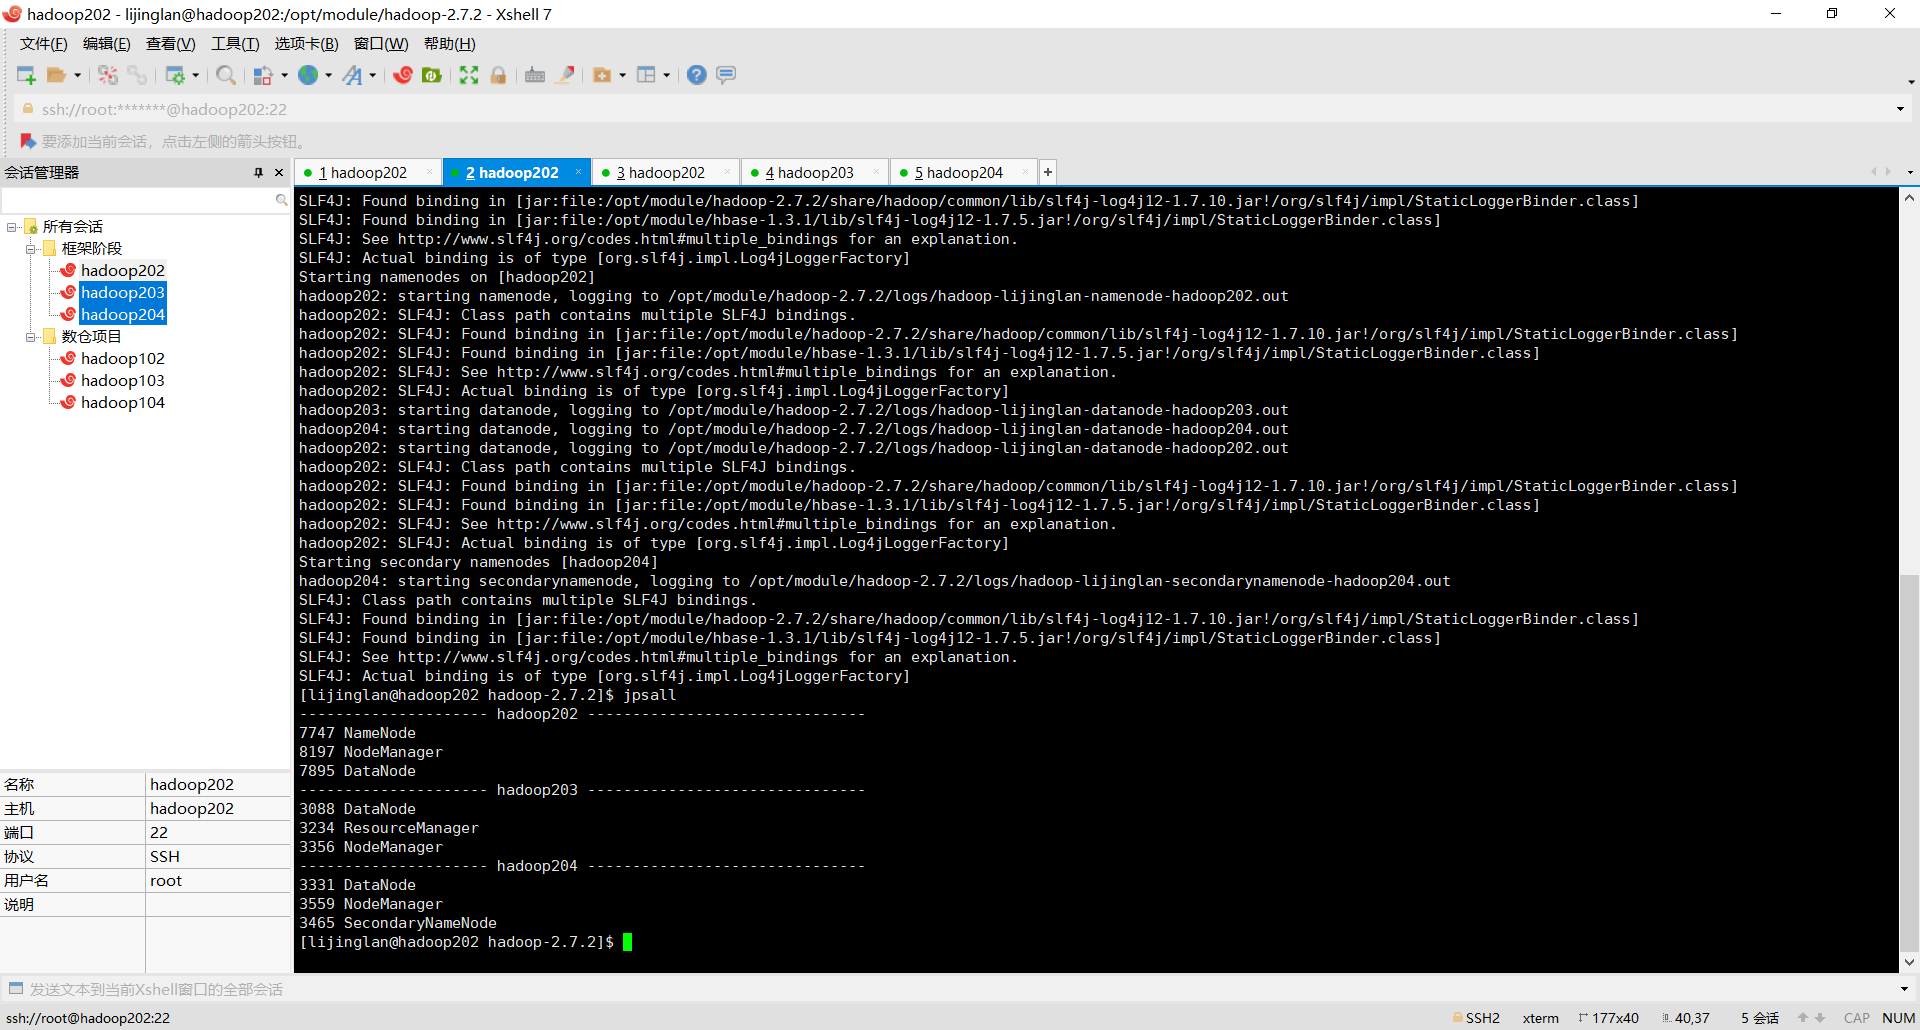 hadoop202 - lijinglan@hadoop202:/opt/module/hadoop-2.7.2 - Xshell 7
文件(F) 编辑(E) 查看(V) 工具(T) 选项卡(B) 窗口(W) 帮助(H)
ssh://root:*******@hadoop202:22
要添加当前会话，点击左侧的箭头按钮。
会话管理器
1 hadoop202 2 hadoop202 3 hadoop202 4 hadoop203 5 hadoop204
所有会话
框架阶段
hadoop202
hadoop203
hadoop204
数仓项目
hadoop102
hadoop103
hadoop104
名称 hadoop202
主机 hadoop202
端口 22
协议 SSH
用户名 root
说明
SLF4J: Found binding in [jar:file:/opt/module/hadoop-2.7.2/share/hadoop/common/lib/slf4j-log4j12-1.7.10.jar!/org/slf4j/impl/StaticLoggerBinder.class]
SLF4J: Found binding in [jar:file:/opt/module/hbase-1.3.1/lib/slf4j-log4j12-1.7.5.jar!/org/slf4j/impl/StaticLoggerBinder.class]
SLF4J: See http://www.slf4j.org/codes.html#multiple_bindings for an explanation.
SLF4J: Actual binding is of type [org.slf4j.impl.Log4jLoggerFactory]
Starting namenodes on [hadoop202]
hadoop202: starting namenode, logging to /opt/module/hadoop-2.7.2/logs/hadoop-lijinglan-namenode-hadoop202.out
hadoop202: SLF4J: Class path contains multiple SLF4J bindings.
hadoop202: SLF4J: Found binding in [jar:file:/opt/module/hadoop-2.7.2/share/hadoop/common/lib/slf4j-log4j12-1.7.10.jar!/org/slf4j/impl/StaticLoggerBinder.class]
hadoop202: SLF4J: Found binding in [jar:file:/opt/module/hbase-1.3.1/lib/slf4j-log4j12-1.7.5.jar!/org/slf4j/impl/StaticLoggerBinder.class]
hadoop202: SLF4J: See http://www.slf4j.org/codes.html#multiple_bindings for an explanation.
hadoop202: SLF4J: Actual binding is of type [org.slf4j.impl.Log4jLoggerFactory]
hadoop203: starting datanode, logging to /opt/module/hadoop-2.7.2/logs/hadoop-lijinglan-datanode-hadoop203.out
hadoop204: starting datanode, logging to /opt/module/hadoop-2.7.2/logs/hadoop-lijinglan-datanode-hadoop204.out
hadoop202: starting datanode, logging to /opt/module/hadoop-2.7.2/logs/hadoop-lijinglan-datanode-hadoop202.out
hadoop202: SLF4J: Class path contains multiple SLF4J bindings.
hadoop202: SLF4J: Found binding in [jar:file:/opt/module/hadoop-2.7.2/share/hadoop/common/lib/slf4j-log4j12-1.7.10.jar!/org/slf4j/impl/StaticLoggerBinder.class]
hadoop202: SLF4J: Found binding in [jar:file:/opt/module/hbase-1.3.1/lib/slf4j-log4j12-1.7.5.jar!/org/slf4j/impl/StaticLoggerBinder.class]
hadoop202: SLF4J: See http://www.slf4j.org/codes.html#multiple_bindings for an explanation.
hadoop202: SLF4J: Actual binding is of type [org.slf4j.impl.Log4jLoggerFactory]
Starting secondary namenodes [hadoop204]
hadoop204: starting secondarynamenode, logging to /opt/module/hadoop-2.7.2/logs/hadoop-lijinglan-secondarynamenode-hadoop204.out
SLF4J: Class path contains multiple SLF4J bindings.
SLF4J: Found binding in [jar:file:/opt/module/hadoop-2.7.2/share/hadoop/common/lib/slf4j-log4j12-1.7.10.jar!/org/slf4j/impl/StaticLoggerBinder.class]
SLF4J: Found binding in [jar:file:/opt/module/hbase-1.3.1/lib/slf4j-log4j12-1.7.5.jar!/org/slf4j/impl/StaticLoggerBinder.class]
SLF4J: See http://www.slf4j.org/codes.html#multiple_bindings for an explanation.
SLF4J: Actual binding is of type [org.slf4j.impl.Log4jLoggerFactory]
[lijinglan@hadoop202 hadoop-2.7.2]$ jpsall
--------------------- hadoop202 -------------------------------
7747 NameNode
8197 NodeManager
7895 DataNode
--------------------- hadoop203 -------------------------------
3088 DataNode
3234 ResourceManager
3356 NodeManager
--------------------- hadoop204 -------------------------------
3331 DataNode
3559 NodeManager
3465 SecondaryNameNode
[lijinglan@hadoop202 hadoop-2.7.2]$
发送文本到当前Xshell窗口的全部会话
ssh://root@hadoop202:22 SSH2 xterm 177x40 40,37 5 会话 CAP NUM